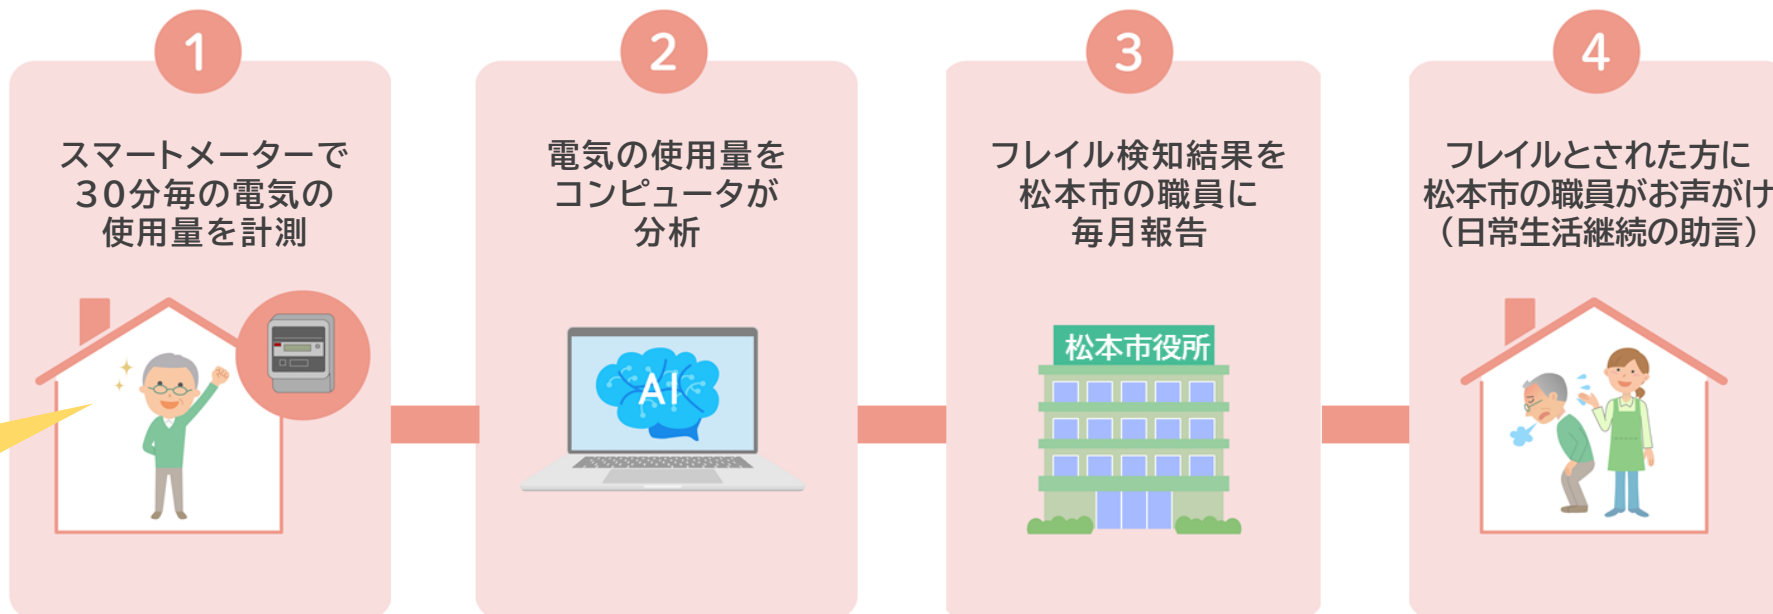 1
スマートメーターで
30分毎の電気の
使用量を計測
2
電気の使用量を
コンピュータが
分析
AI
3
フレイル検知結果を
松本市の職員に
毎月報告
松本市役所
4
フレイルとされた方に
松本市の職員がお声がけ
（日常生活継続の助言）